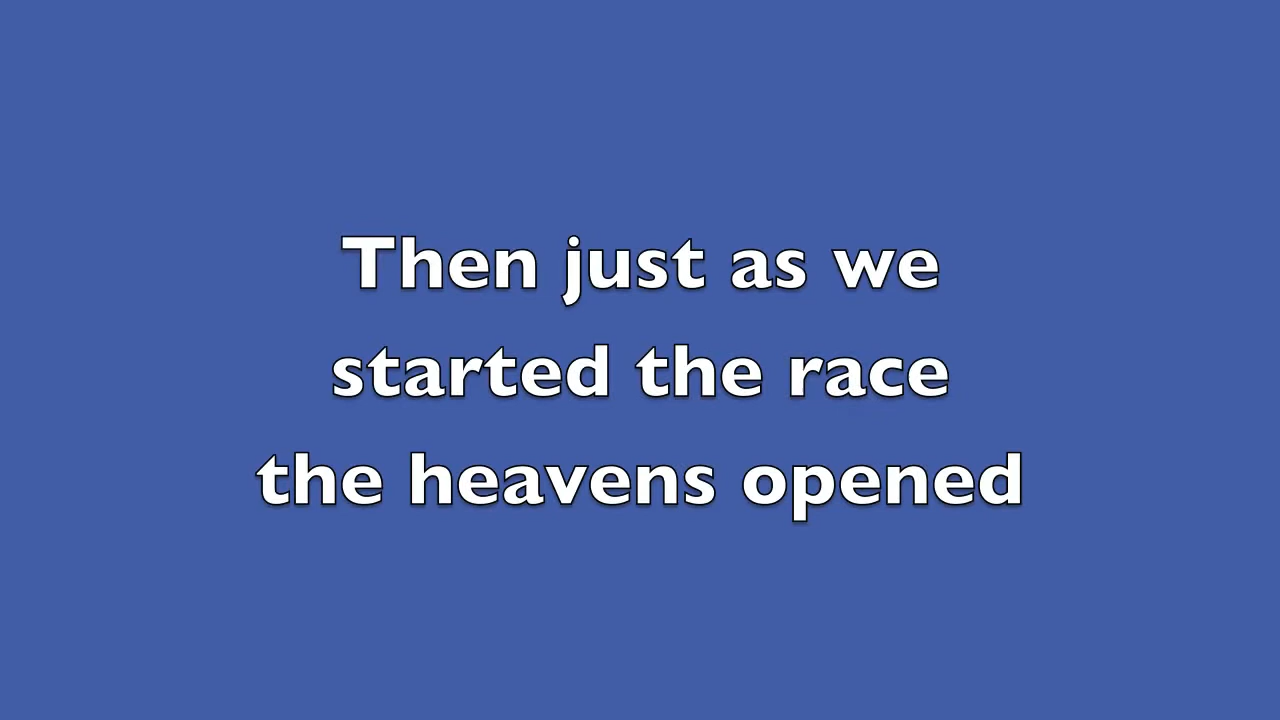 Then just as we
started the race
the heavens opened